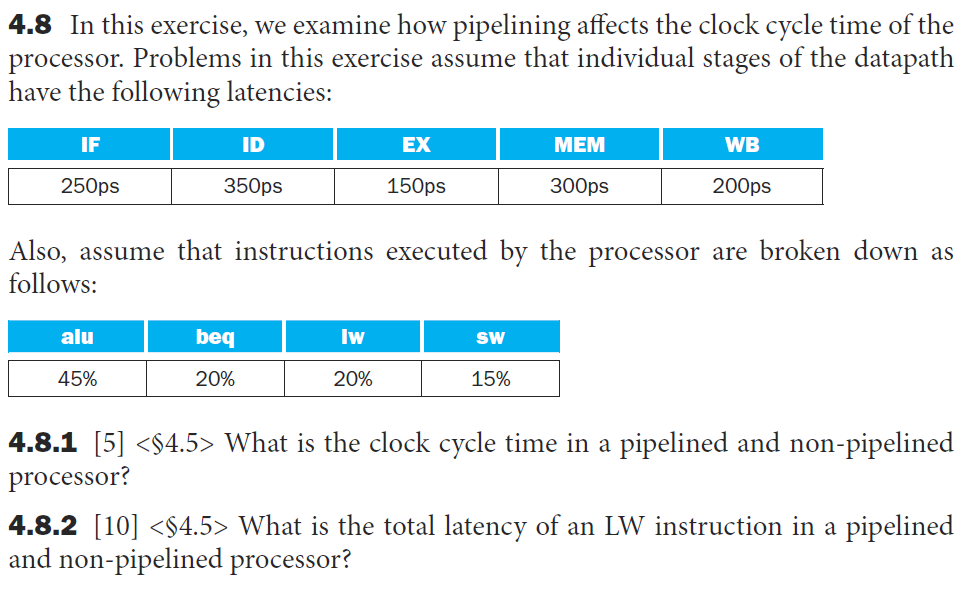 4.8 In this exercise, we examine how pipelining affects the clock cycle time of the
processor. Problems in this exercise assume that individual stages of the datapath
have the following latencies:
IF ID EX MEM WB
250ps 350ps 150ps 300ps 200ps
Also, assume that instructions executed by the processor are broken down as
follows:
alu beq lw sw
45% 20% 20% 15%
4.8.1 [5] <§4.5> What is the clock cycle time in a pipelined and non-pipelined
processor?
4.8.2 [10] <§4.5> What is the total latency of an LW instruction in a pipelined
and non-pipelined processor?